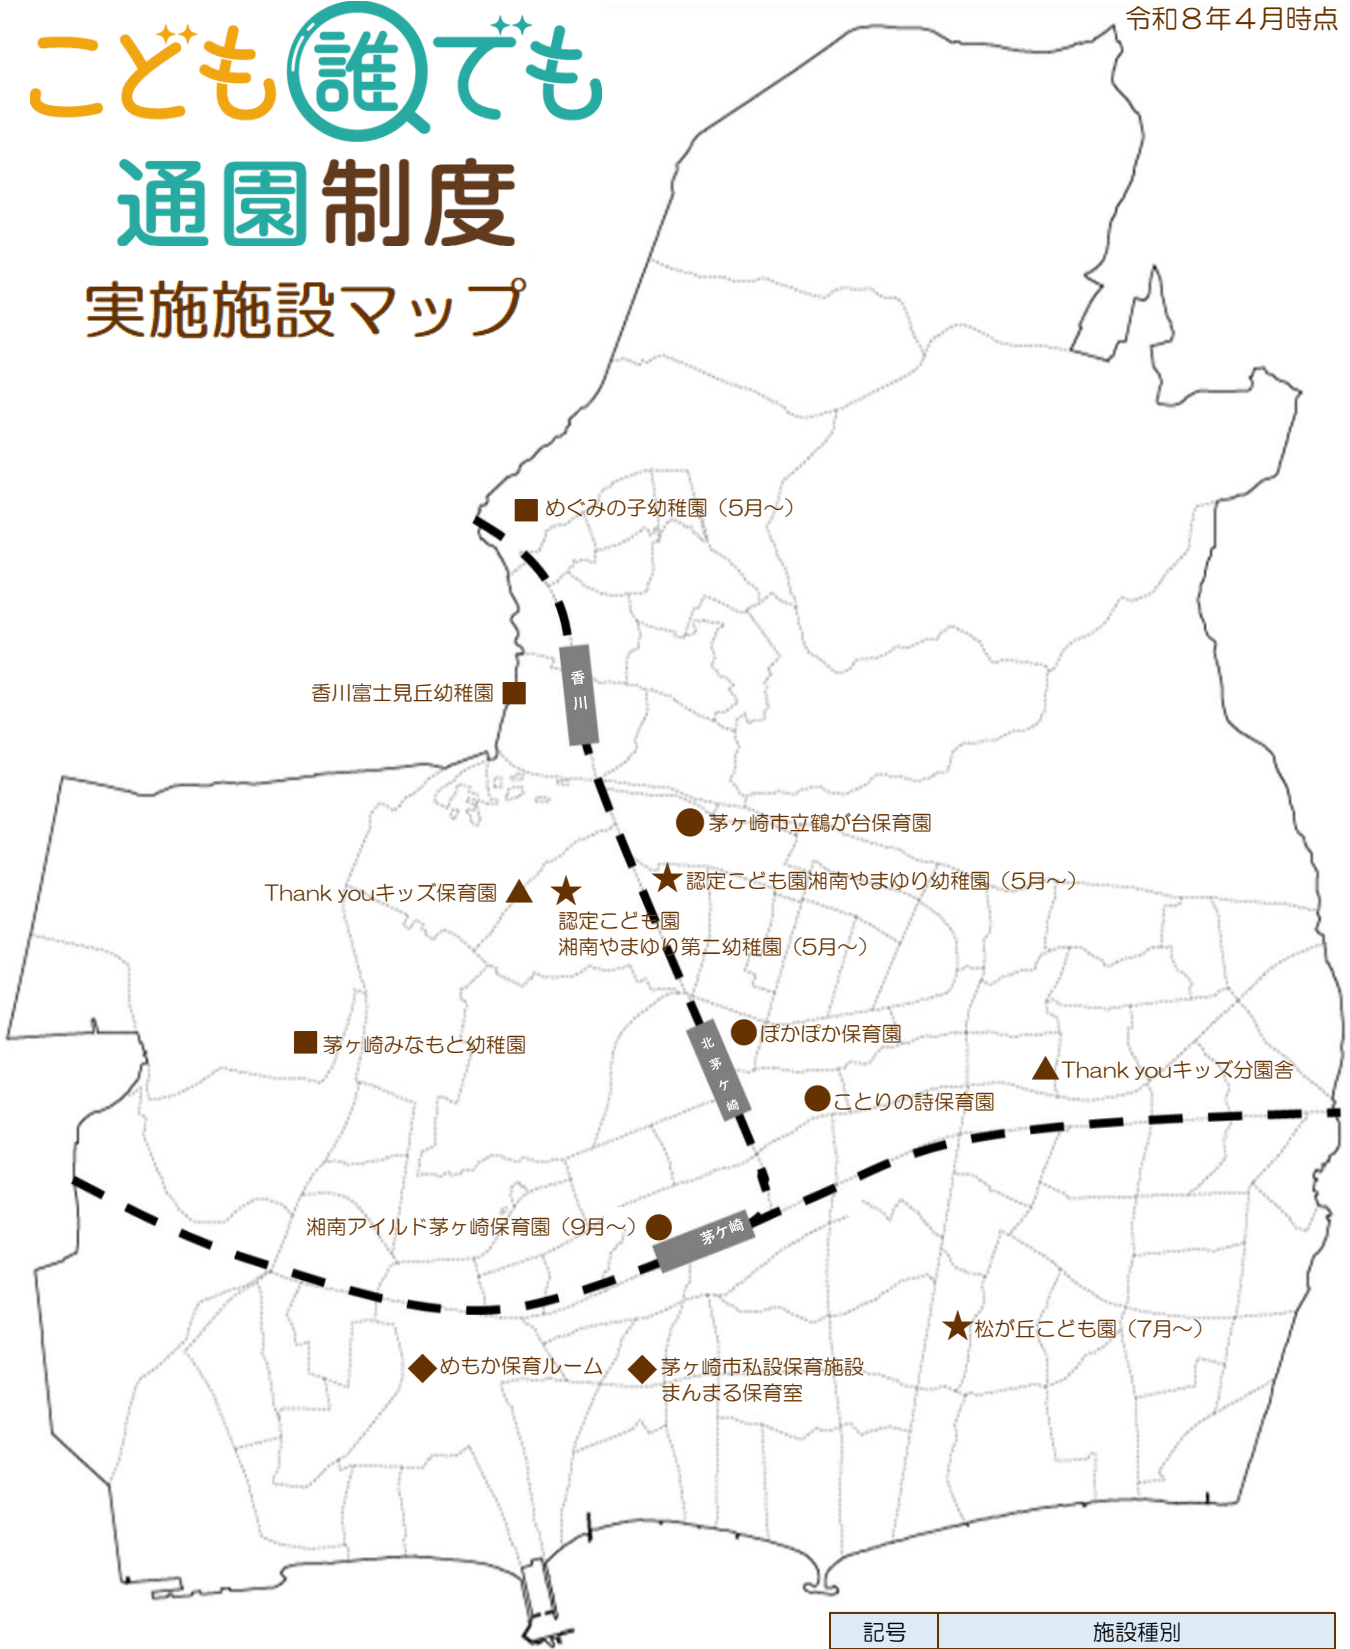 令和８年４月時点
こども誰でも
通園制度
実施施設マップ
■ めぐみの子幼稚園（5月～）
香川
香川富士見丘幼稚園 ■
● 茅ヶ崎市立鶴が台保育園
★ 認定こども園湘南やまゆり幼稚園（5月～）
Thank youキッズ保育園 ▲
★
認定こども園
湘南やまゆり第二幼稚園（5月～）
● ぽかぽか保育園
■ 茅ヶ崎みなもと幼稚園
北茅ケ崎
▲ Thank youキッズ分園舎
● ことりの詩保育園
湘南アイルド茅ヶ崎保育園（9月～） ●
茅ケ崎
★ 松が丘こども園（7月～）
◆ めもか保育ルーム
◆ 茅ヶ崎市私設保育施設
まんまる保育室
記号 施設種別